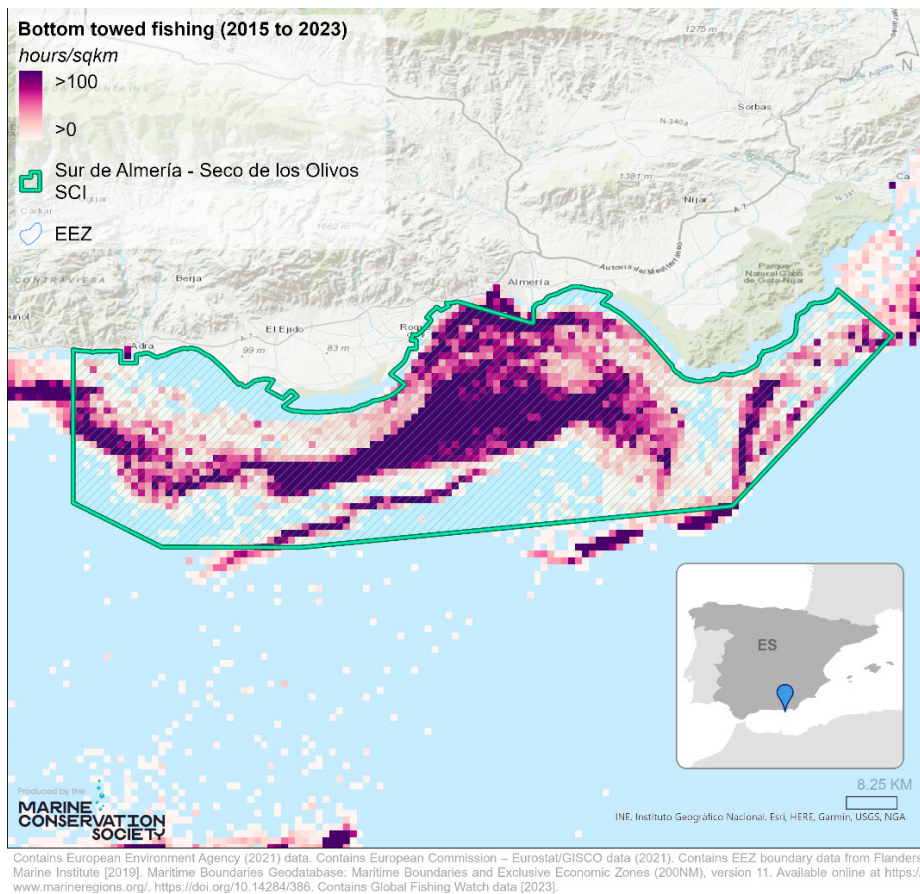 Bottom towed fishing (2015 to 2023)
hours/sqkm
>100
>0
Sur de Almería - Seco de los Olivos
SCI
EEZ
1275 m
N
Sorbas
N-340a
1381 m
Níjar
A-7
N-341
Ca
Autovía del Mediterráneo
Parque
Natural Cabo
de Gata-Níjar
1662 m
CONTRAVIESA
Berja
Almería
Adra
El Ejido
A-7
99 m
83 m
ES
8.25 KM
INE, Instituto Geográfico Nacional, Esri, HERE, Garmin, USGS, NGA
Produced by the
MARINE
CONSERVATION
SOCIETY
Contains European Environment Agency (2021) data. Contains European Commission – Eurostat/GISCO data (2021). Contains EEZ boundary data from Flanders
Marine Institute [2019]. Maritime Boundaries Geodatabase: Maritime Boundaries and Exclusive Economic Zones (200NM), version 11. Available online at https:
www.marineregions.org/. https://doi.org/10.14284/386. Contains Global Fishing Watch data [2023].